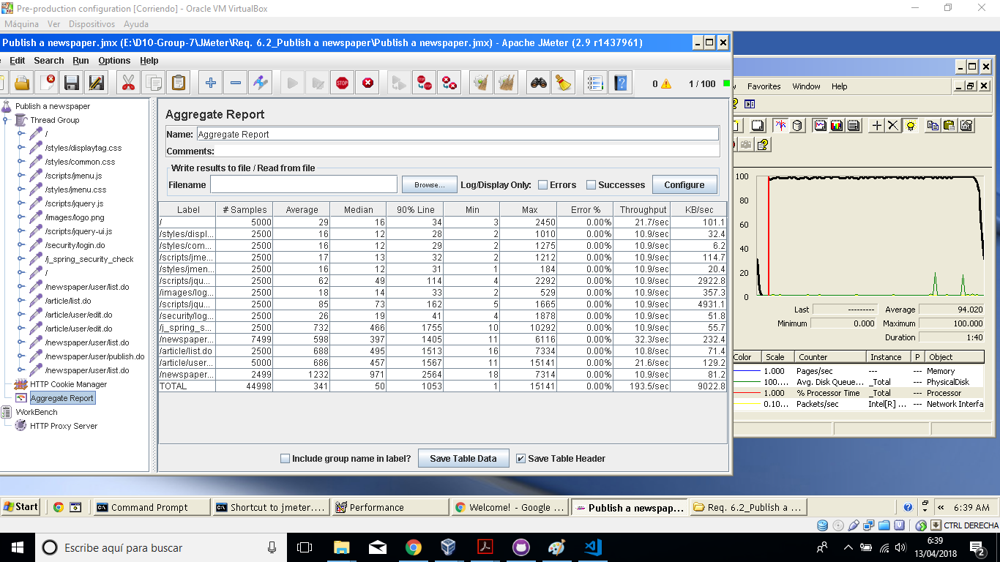 Pre-production configuration [Corriendo] - Oracle VM VirtualBox
Máquina Ver Dispositivos Ayuda
Publish a newspaper.jmx (E:\D10-Group-7\JMeter\Req. 6.2_Publish a newspaper\Publish a newspaper.jmx) - Apache JMeter (2.9 r1437961)
Edit Search Run Options Help
STOP
0 1 / 100
Publish a newspaper
Thread Group
/
/styles/displaytag.css
/styles/common.css
/scripts/jmenu.js
/styles/jmenu.css
/scripts/jquery.js
/images/logo.png
/scripts/jquery-ui.js
/security/login.do
/j_spring_security_check
/
/newspaper/user/list.do
/article/list.do
/article/user/edit.do
/article/user/edit.do
/newspaper/user/list.do
/newspaper/user/publish.do
/newspaper/user/list.do
HTTP Cookie Manager
Aggregate Report
WorkBench
HTTP Proxy Server
Aggregate Report
Name: Aggregate Report
Comments:
Write results to file / Read from file
Filename Browse... Log/Display Only: Errors Successes Configure
Label # Samples Average Median 90% Line Min Max Error % Throughput KB/sec
/ 5000 29 16 34 3 2450 0.00% 21.7/sec 101.1
/styles/displ... 2500 16 12 28 2 1010 0.00% 10.9/sec 32.4
/styles/com... 2500 16 12 29 2 1275 0.00% 10.9/sec 6.2
/scripts/jme... 2500 17 13 32 2 1212 0.00% 10.9/sec 114.7
/styles/jmen... 2500 16 12 31 1 184 0.00% 10.9/sec 20.4
/scripts/jqu... 2500 62 49 114 4 2292 0.00% 10.9/sec 2922.8
/images/log... 2500 18 14 33 2 529 0.00% 10.9/sec 357.3
/scripts/jqu... 2500 85 73 162 5 1665 0.00% 10.9/sec 4931.1
/security/log... 2500 26 19 41 4 1878 0.00% 10.9/sec 51.8
/j_spring_s... 2500 732 466 1755 10 10292 0.00% 10.9/sec 55.7
/newspaper... 7499 598 397 1405 11 6116 0.00% 32.3/sec 232.4
/article/list.do 2500 688 495 1513 16 7334 0.00% 10.8/sec 71.4
/article/user... 5000 686 457 1567 11 15141 0.00% 21.6/sec 129.2
/newspaper... 2499 1232 971 2564 18 7314 0.00% 10.8/sec 81.2
TOTAL 44998 341 50 1053 1 15141 0.00% 193.5/sec 9022.8
Include group name in label? Save Table Data Save Table Header
Favorites Window Help
100
80
60
40
20
0
Last --------- Average 94.020
Minimum 0.000 Maximum 100.000
Duration 1:40
Color Scale Counter Instance P Object
1.000 Pages/sec --- --- Memory
100.... Avg. Disk Queue... _Total --- PhysicalDisk
1.000 % Processor Time _Total --- Processor
0.10... Packets/sec Intel[R] ... --- Network Interfa
Start Command Prompt Shortcut to jmeter.... Performance Welcome! - Google ... Publish a newspap... Req. 6.2_Publish a ... « 6:39 AM
CTRL DERECHA
Escribe aquí para buscar
6:39
13/04/2018
2